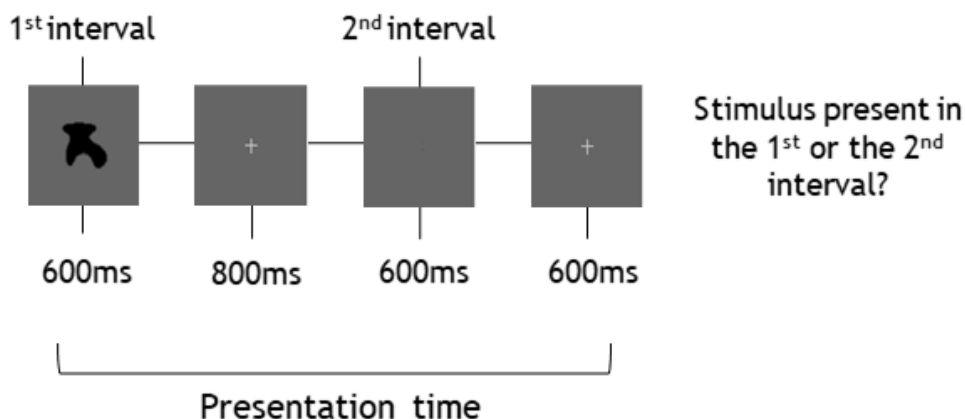 1st interval
2nd interval
Stimulus present in
the 1st or the 2nd
interval?
600ms
800ms
600ms
600ms
Presentation time